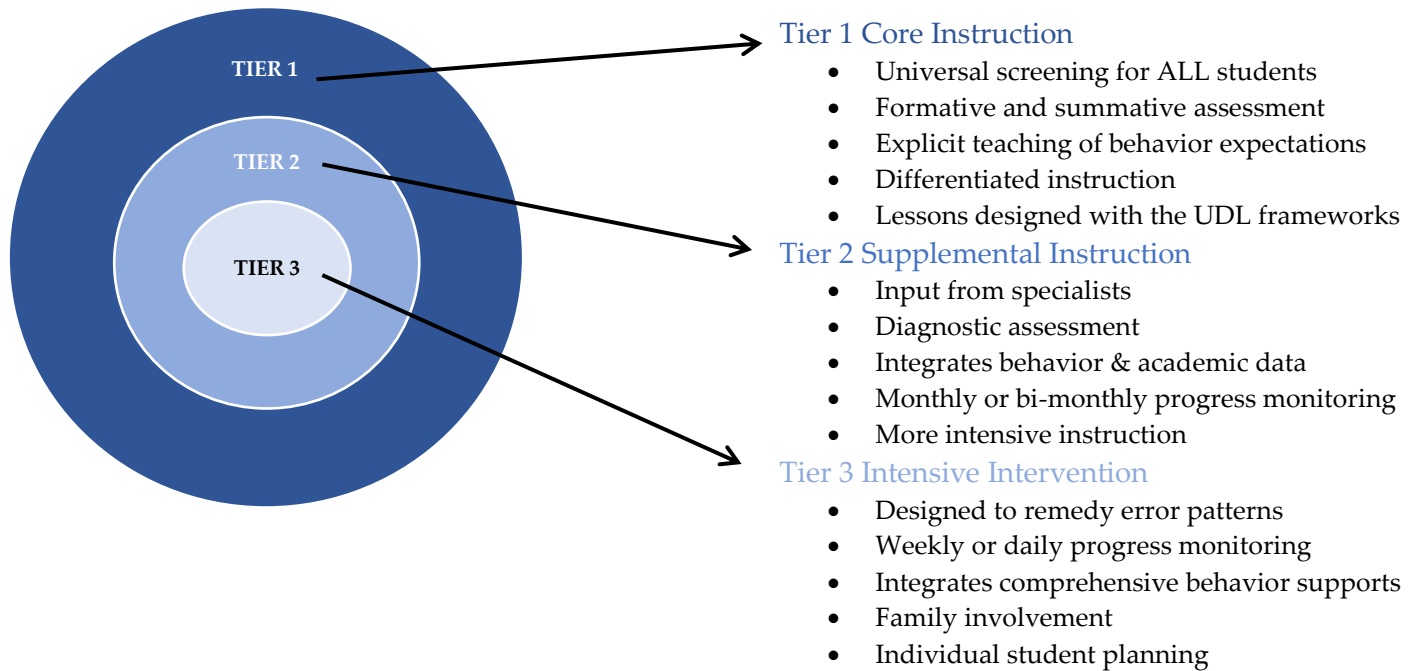 TIER 1
TIER 2
TIER 3
Tier 1 Core Instruction
• Universal screening for ALL students
• Formative and summative assessment
• Explicit teaching of behavior expectations
• Differentiated instruction
• Lessons designed with the UDL frameworks
Tier 2 Supplemental Instruction
• Input from specialists
• Diagnostic assessment
• Integrates behavior & academic data
• Monthly or bi-monthly progress monitoring
• More intensive instruction
Tier 3 Intensive Intervention
• Designed to remedy error patterns
• Weekly or daily progress monitoring
• Integrates comprehensive behavior supports
• Family involvement
• Individual student planning